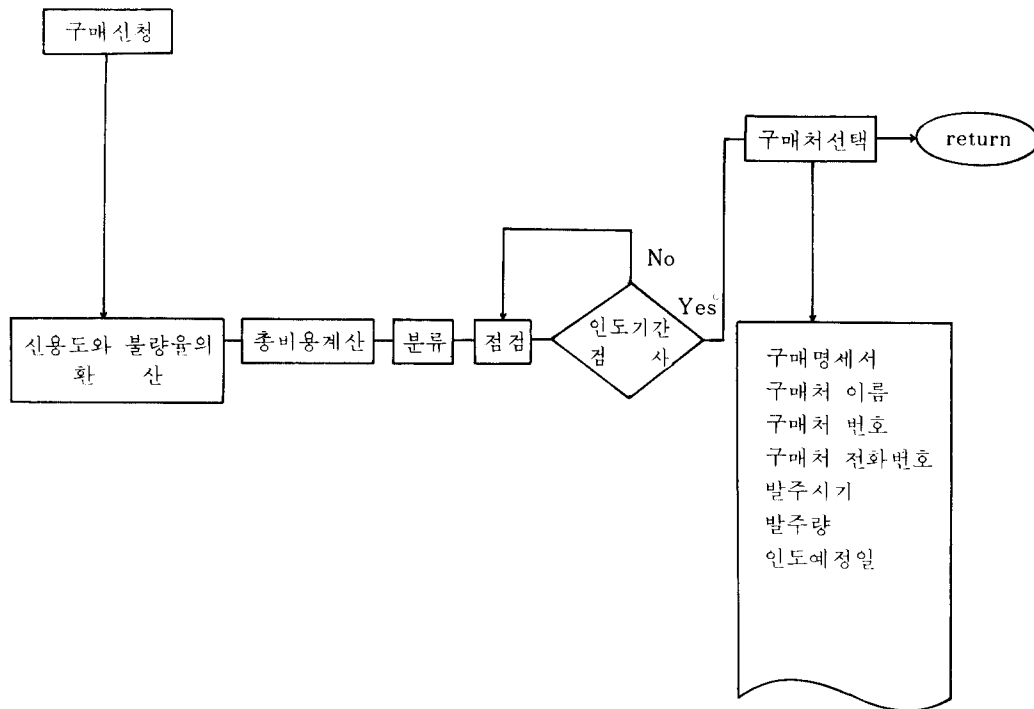 구매신청
구매처선택
return
No
Yes
신용도와 불량율의
환 산
총비용계산
분류
점검
인도기간
검 사
구매명세서
구매처 이름
구매처 번호
구매처 전화번호
발주시기
발주량
인도예정일